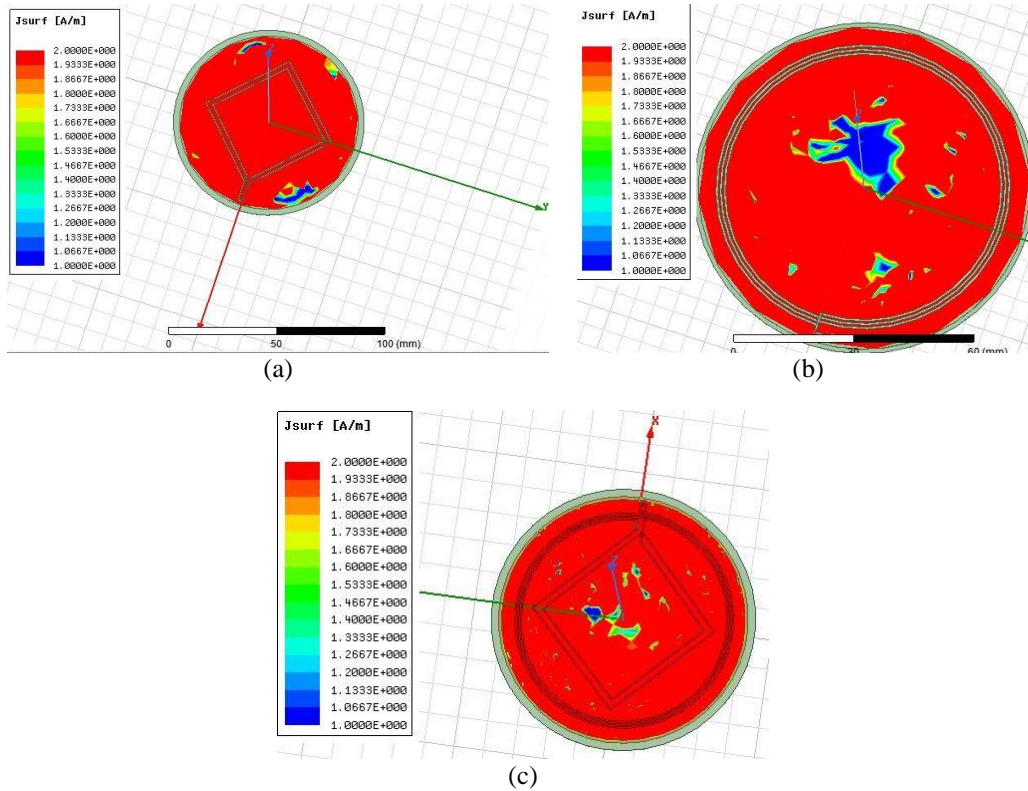 Jsurf [A/m]
2.0000E+000
1.9333E+000
1.8667E+000
1.8000E+000
1.7333E+000
1.6667E+000
1.6000E+000
1.5333E+000
1.4667E+000
1.4000E+000
1.3333E+000
1.2667E+000
1.2000E+000
1.1333E+000
1.0667E+000
1.0000E+000
Y
0
50
100 (mm)
(a)
Jsurf [A/m]
2.0000E+000
1.9333E+000
1.8667E+000
1.8000E+000
1.7333E+000
1.6667E+000
1.6000E+000
1.5333E+000
1.4667E+000
1.4000E+000
1.3333E+000
1.2667E+000
1.2000E+000
1.1333E+000
1.0667E+000
1.0000E+000
0
30
60 (mm)
(b)
Jsurf [A/m]
2.0000E+000
1.9333E+000
1.8667E+000
1.8000E+000
1.7333E+000
1.6667E+000
1.6000E+000
1.5333E+000
1.4667E+000
1.4000E+000
1.3333E+000
1.2667E+000
1.2000E+000
1.1333E+000
1.0667E+000
1.0000E+000
X
Z
(c)